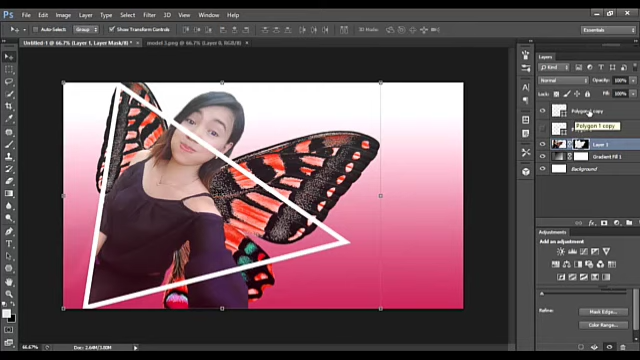 Ps File Edit Image Layer Type Select Filter 3D View Window Help
Auto-Select: Group Show Transform Controls 3D Mode: Essentials
Untitled-1 @ 66.7% (Layer 1, Layer Mask/8) * × model 3.png @ 66.7% (Layer 0, RGB/8) ×
Layers
Kind
Normal Opacity: 100%
Lock: Fill: 100%
Polygon 1 copy
Polygon 1 copy
Layer 1
Gradient Fill 1
Background
fx
Adjustments
Add an adjustment
Refine: Mask Edge...
Color Range...
66.67% Doc: 2.64M/3.80M